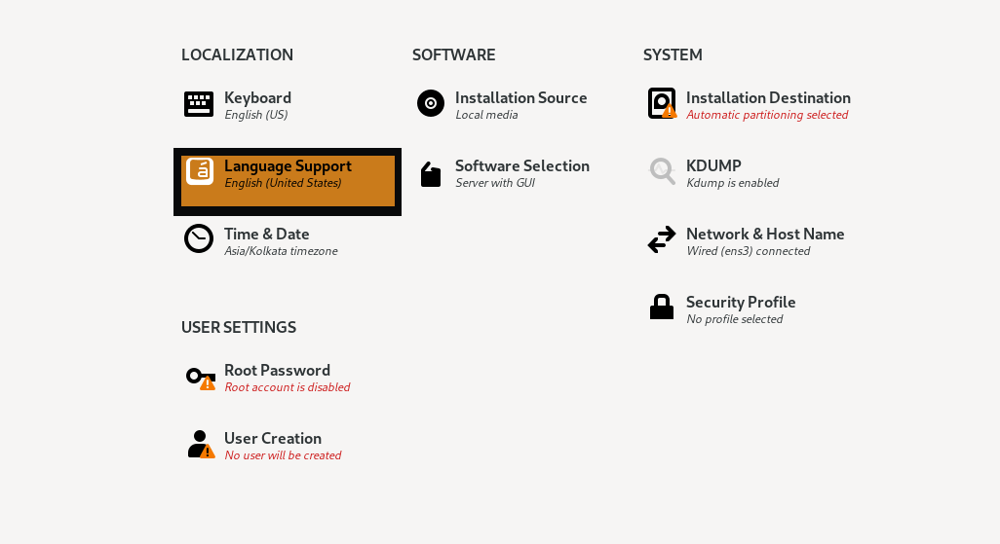 LOCALIZATION
Keyboard
English (US)
Language Support
English (United States)
Time & Date
Asia/Kolkata timezone
USER SETTINGS
Root Password
Root account is disabled
User Creation
No user will be created
SOFTWARE
Installation Source
Local media
Software Selection
Server with GUI
SYSTEM
Installation Destination
Automatic partitioning selected
KDUMP
Kdump is enabled
Network & Host Name
Wired (ens3) connected
Security Profile
No profile selected